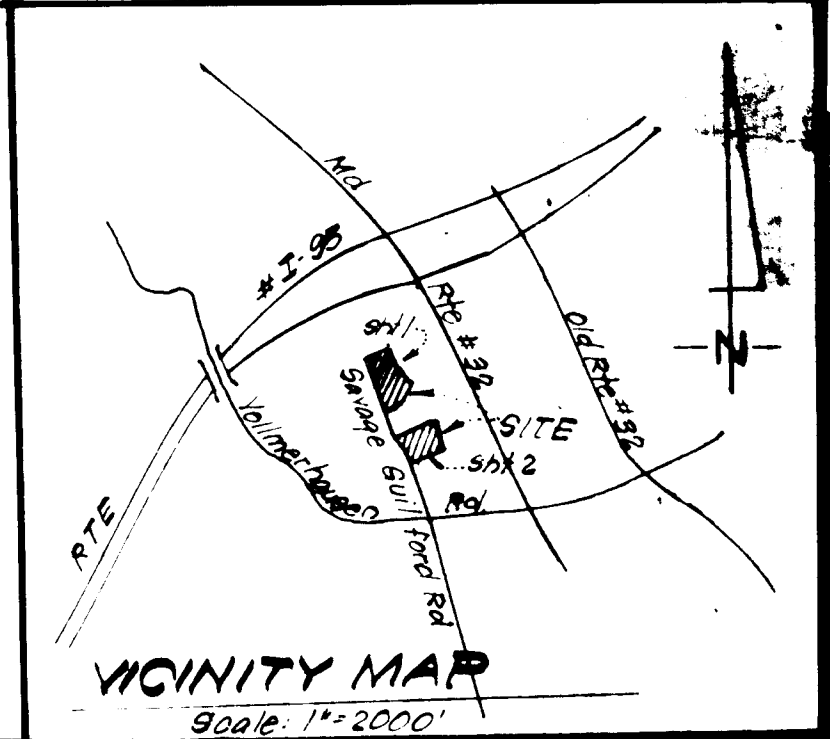 Md
# I-95
Rte # 32
Old Rte # 32
sht 1
Savage Guilford Rd
SITE
sht 2
Vollmerhausen Rd.
RTE
N
VICINITY MAP
Scale: 1"=2000'